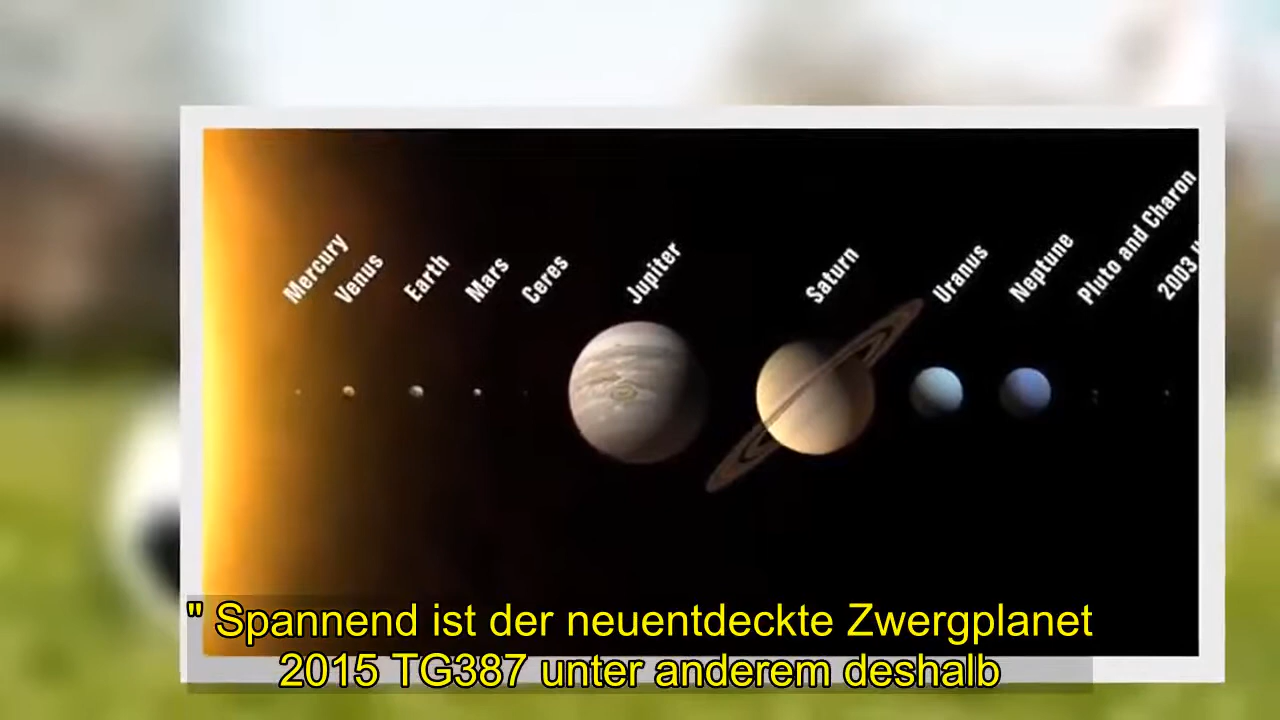 Mercury
Venus
Earth
Mars
Ceres
Jupiter
Saturn
Uranus
Neptune
Pluto and Charon
2003
" Spannend ist der neuentdeckte Zwergplanet
2015 TG387 unter anderem deshalb